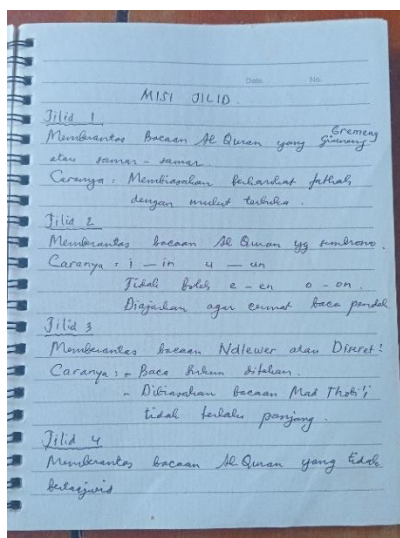 Date: No.
MISI JILID.
Jilid 1
Memberantas Bacaan Al Quran yang Gremeng
atau samar-samar.
Caranya : Membiasakan berharkat fathah
dengan mulut terbuka.
Jilid 2
Memberantas bacaan Al Quran yg sembrono.
Caranya : i — in u — un
Tidak boleh e - en o - on.
Diajarkan agar cermat baca pendek
Jilid 3
Memberantas bacaan Ndlewer atau Diseret!
Caranya : - Baca sukun ditekan.
- Dibiasakan bacaan Mad Thobi'i
tidak terlalu panjang.
Jilid 4
Memberantas bacaan Al Quran yang tidak
bertajwid